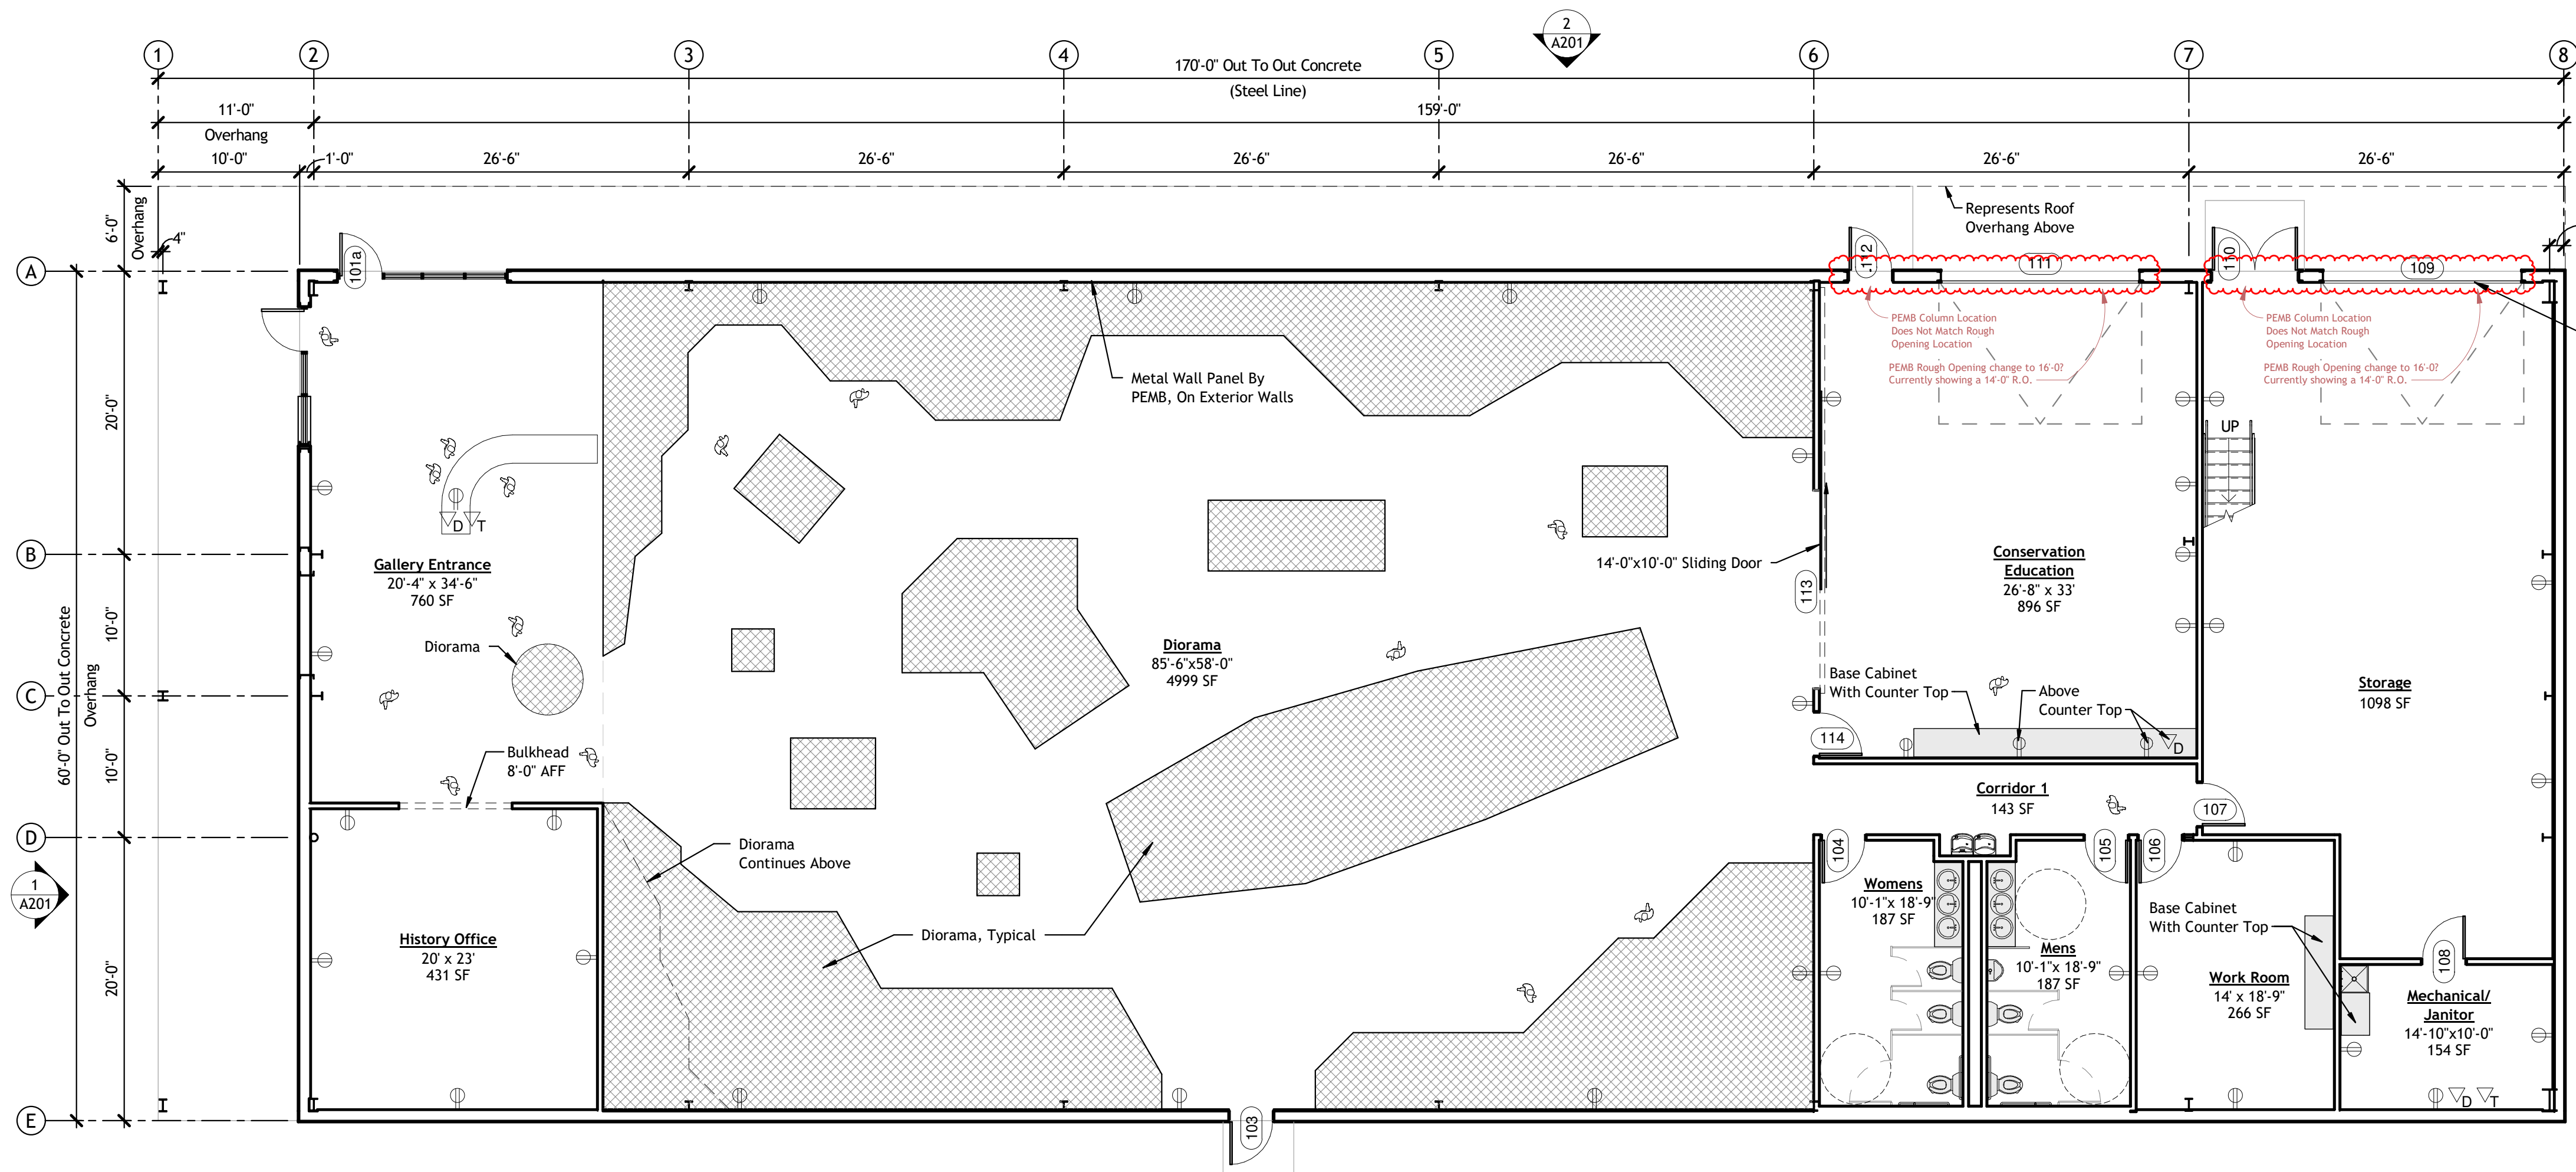 2
A201
1
2
3
4
5
6
7
8
170'-0" Out To Out Concrete
(Steel Line)
11'-0"
159'-0"
Overhang
10'-0"
1'-0"
26'-6"
26'-6"
26'-6"
26'-6"
26'-6"
26'-6"
6'-0"
Overhang
4"
Represents Roof
Overhang Above
A
101a
112
111
110
109
PEMB Column Location
Does Not Match Rough
Opening Location
PEMB Rough Opening change to 16'-0?
Currently showing a 14'-0" R.O.
PEMB Column Location
Does Not Match Rough
Opening Location
PEMB Rough Opening change to 16'-0?
Currently showing a 14'-0" R.O.
Metal Wall Panel By
PEMB, On Exterior Walls
20'-0"
UP
D
T
B
Gallery Entrance
20'-4" x 34'-6"
760 SF
14'-0"x10'-0" Sliding Door
Conservation
Education
26'-8" x 33'
896 SF
113
60'-0" Out To Out Concrete
10'-0"
Overhang
Diorama
Diorama
85'-6"x58'-0"
4999 SF
Base Cabinet
With Counter Top
Above
Counter Top
Storage
1098 SF
C
114
D
10'-0"
Bulkhead
8'-0" AFF
Corridor 1
143 SF
107
D
Diorama
Continues Above
104
105
106
1
A201
Womens
10'-1"x 18'-9"
187 SF
Base Cabinet
With Counter Top
Diorama, Typical
History Office
20' x 23'
431 SF
Mens
10'-1"x 18'-9"
187 SF
108
20'-0"
Work Room
14' x 18'-9"
266 SF
Mechanical/
Janitor
14'-10"x10'-0"
154 SF
D
T
E
103